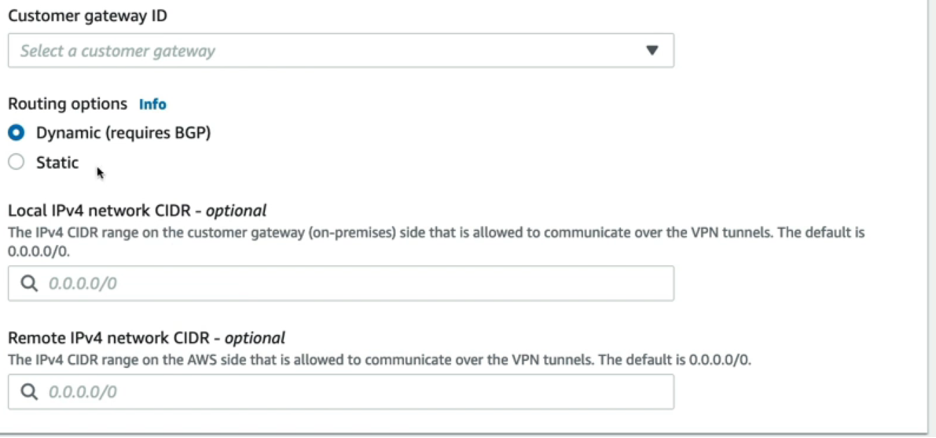 Customer gateway ID
Select a customer gateway
Routing options Info
Dynamic (requires BGP)
Static
Local IPv4 network CIDR - optional
The IPv4 CIDR range on the customer gateway (on-premises) side that is allowed to communicate over the VPN tunnels. The default is
0.0.0.0/0.
0.0.0.0/0
Remote IPv4 network CIDR - optional
The IPv4 CIDR range on the AWS side that is allowed to communicate over the VPN tunnels. The default is 0.0.0.0/0.
0.0.0.0/0